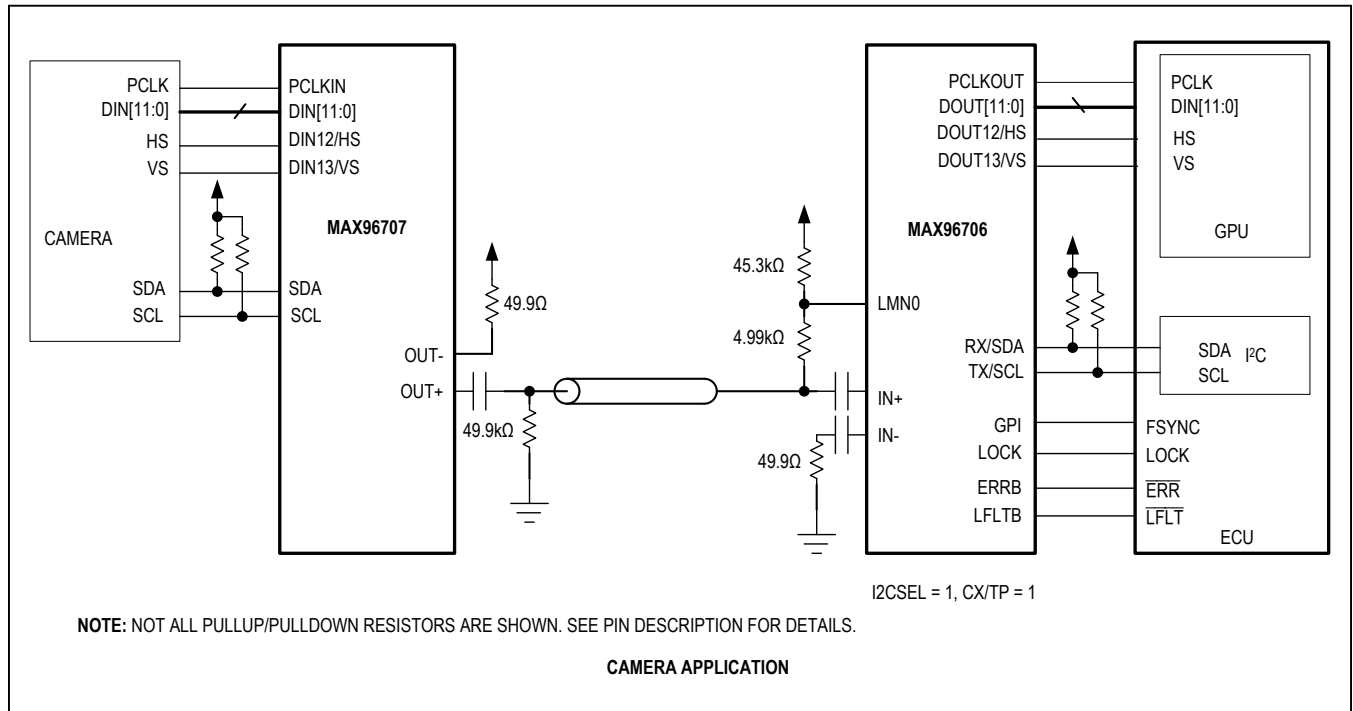 PCLK
DIN[11:0]
HS
VS
CAMERA
SDA
SCL
PCLKIN
DIN[11:0]
DIN12/HS
DIN13/VS
MAX96707
SDA
SCL
OUT-
OUT+
49.9Ω
49.9kΩ
45.3kΩ
4.99kΩ
49.9Ω
PCLKOUT
DOUT[11:0]
DOUT12/HS
DOUT13/VS
MAX96706
LMN0
RX/SDA
TX/SCL
IN+
IN-
GPI
LOCK
ERRB
LFLTB
PCLK
DIN[11:0]
HS
VS
GPU
SDA I²C
SCL
FSYNC
LOCK
ERR
LFLT
ECU
I2CSEL = 1, CX/TP = 1
NOTE: NOT ALL PULLUP/PULLDOWN RESISTORS ARE SHOWN. SEE PIN DESCRIPTION FOR DETAILS.
CAMERA APPLICATION